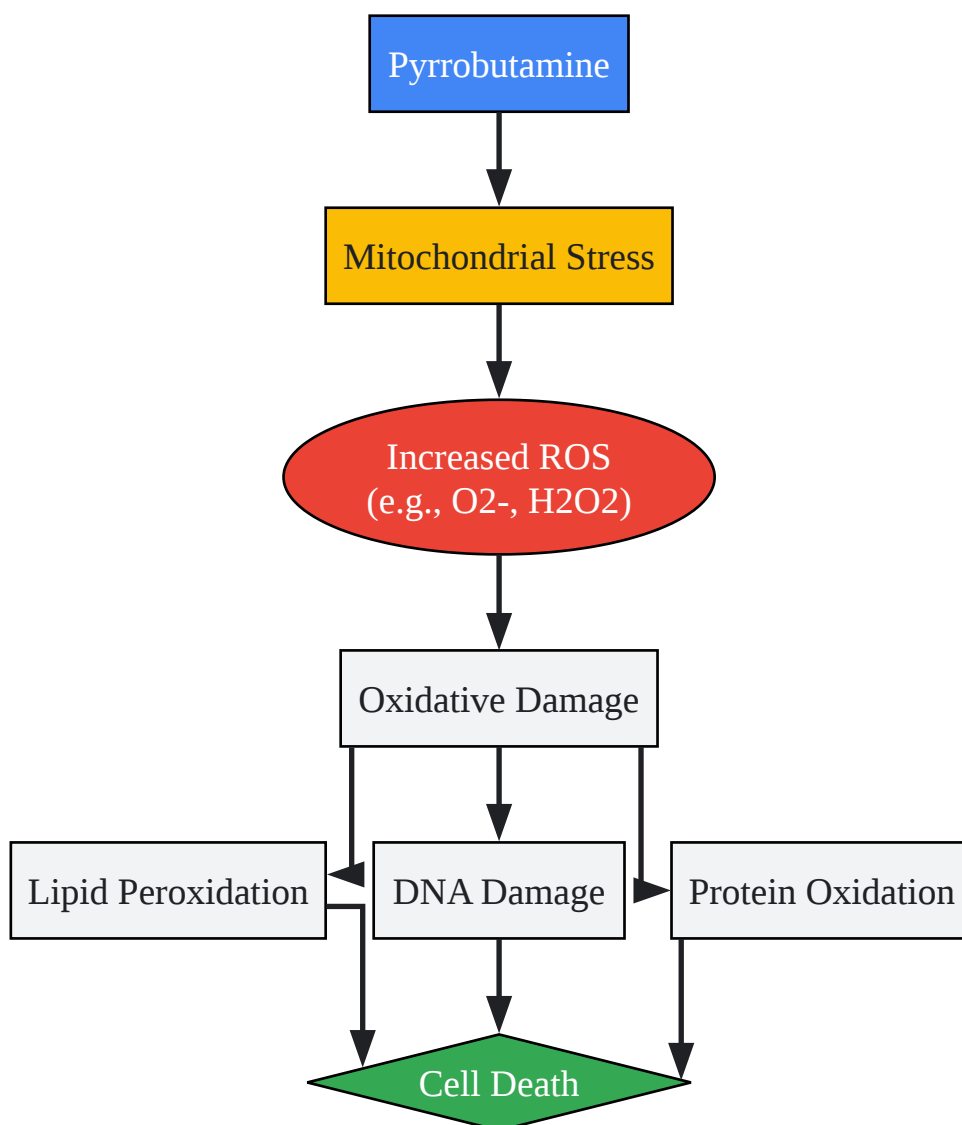 Pyrrobutamine
Mitochondrial Stress
Increased ROS
(e.g., O2-, H2O2)
Oxidative Damage
Lipid Peroxidation
DNA Damage
Protein Oxidation
Cell Death